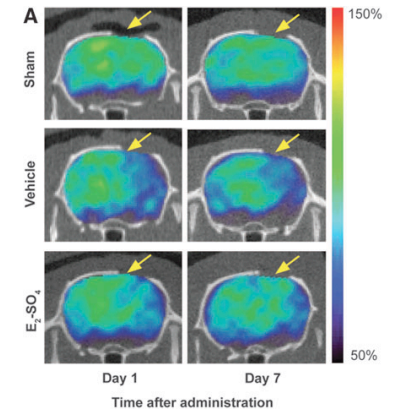 A
150%
Sham
Vehicle
E₂-SO₄
50%
Day 1
Day 7
Time after administration